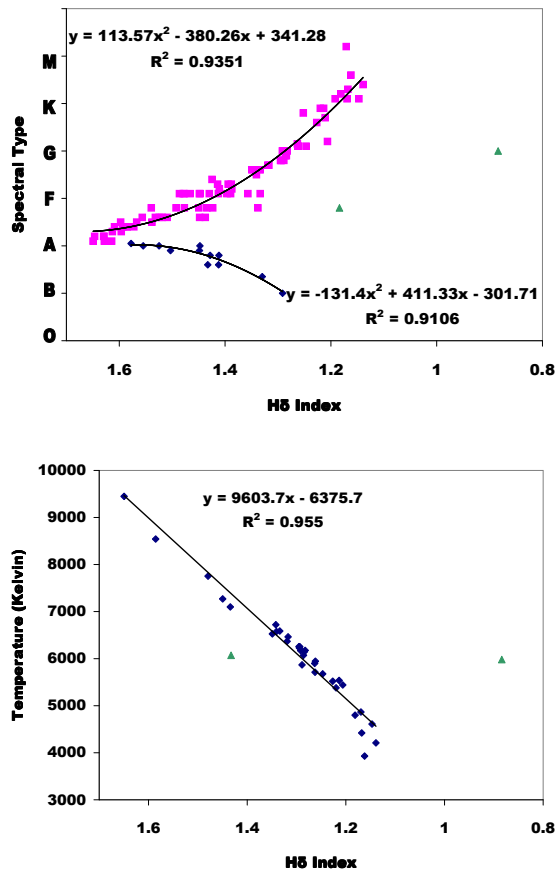 y = 113.57x² - 380.26x + 341.28
R² = 0.9351
M
K
G
F
A
B
O
Spectral Type
y = -131.4x² + 411.33x - 301.71
R² = 0.9106
1.6 1.4 1.2 1 0.8
Hδ Index
10000
9000
8000
7000
6000
5000
4000
3000
Temperature (Kelvin)
y = 9603.7x - 6375.7
R² = 0.955
1.6 1.4 1.2 1 0.8
Hδ Index